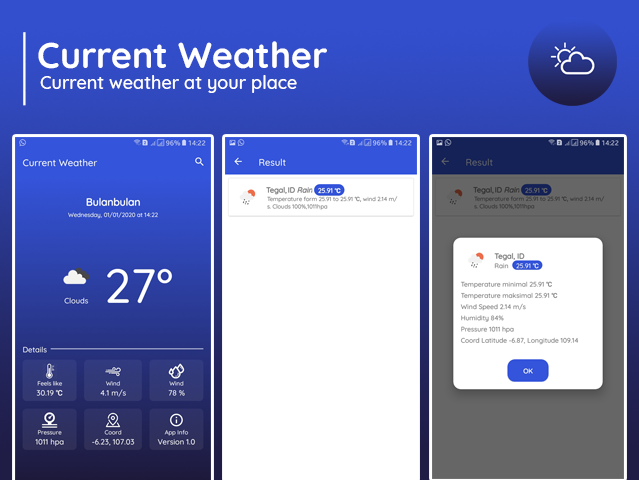 Current Weather
Current weather at your place
96% 14:22
Current Weather
Bulanbulan
Wednesday, 01/01/2020 at 14:22
Clouds
27°
Details
Feels like
30.19 °C
Wind
4.1 m/s
Wind
78 %
Pressure
1011 hpa
Coord
-6.23, 107.03
App Info
Version 1.0
96% 14:22
Result
Tegal,ID Rain 25.91 °C
Temperature form 25.91 to 25.91 °C, wind 2.14 m/
s. Clouds 100%,1011hpa
96% 14:22
Result
Tegal,ID Rain 25.91 °C
Temperature form 25.91 to 25.91 °C, wind 2.14 m/
s. Clouds 100%,1011hpa
Tegal, ID
Rain 25.91 °C
Temperature minimal 25.91 °C
Temperature maksimal 25.91 °C
Wind Speed 2.14 m/s
Humidity 84%
Pressure 1011 hpa
Coord Latitude -6.87, Longitude 109.14
OK